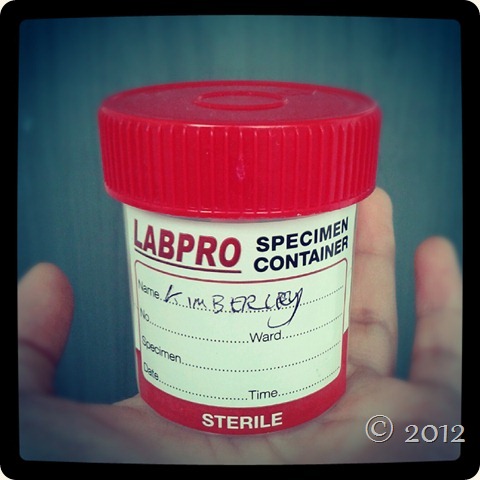 LABPRO SPECIMEN CONTAINER
Name KIMBERLEY
No. Ward
Specimen
Date Time
STERILE
© 2012